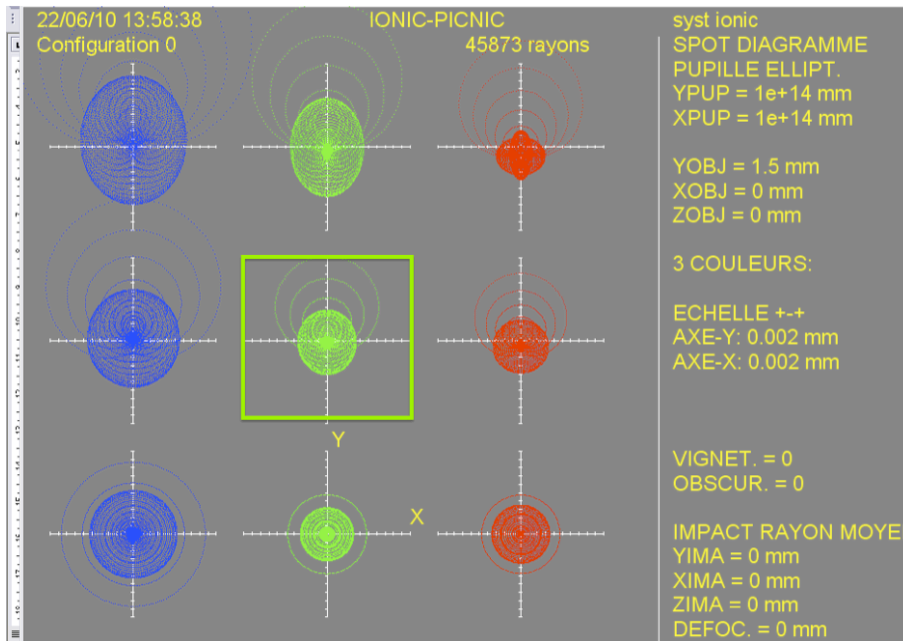 22/06/10 13:58:38 IONIC-PICNIC syst ionic
Configuration 0 45873 rayons
SPOT DIAGRAMME
PUPILLE ELLIPT.
YPUP = 1e+14 mm
XPUP = 1e+14 mm
YOBJ = 1.5 mm
XOBJ = 0 mm
ZOBJ = 0 mm
3 COULEURS:
ECHELLE +-+
AXE-Y: 0.002 mm
AXE-X: 0.002 mm
Y
X
VIGNET. = 0
OBSCUR. = 0
IMPACT RAYON MOYE
YIMA = 0 mm
XIMA = 0 mm
ZIMA = 0 mm
DEFOC. = 0 mm